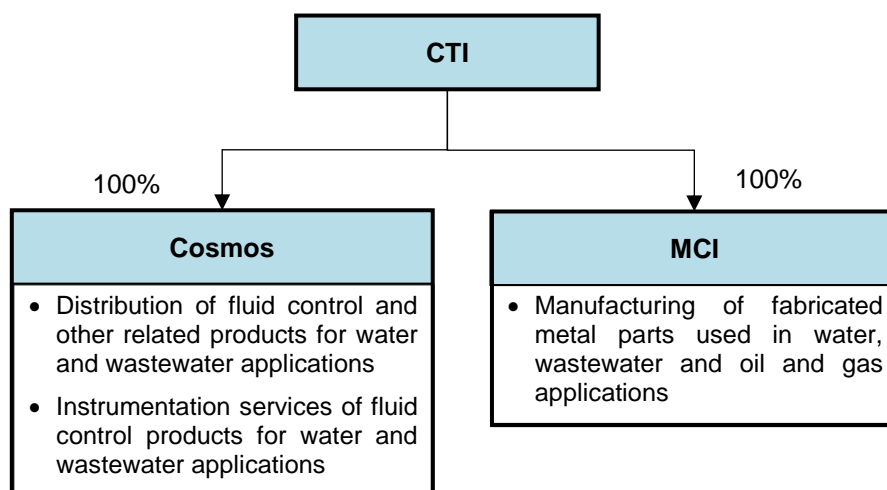 CTI
100%
100%
Cosmos
• Distribution of fluid control and
other related products for water
and wastewater applications
• Instrumentation services of fluid
control products for water and
wastewater applications
MCI
• Manufacturing of fabricated
metal parts used in water,
wastewater and oil and gas
applications